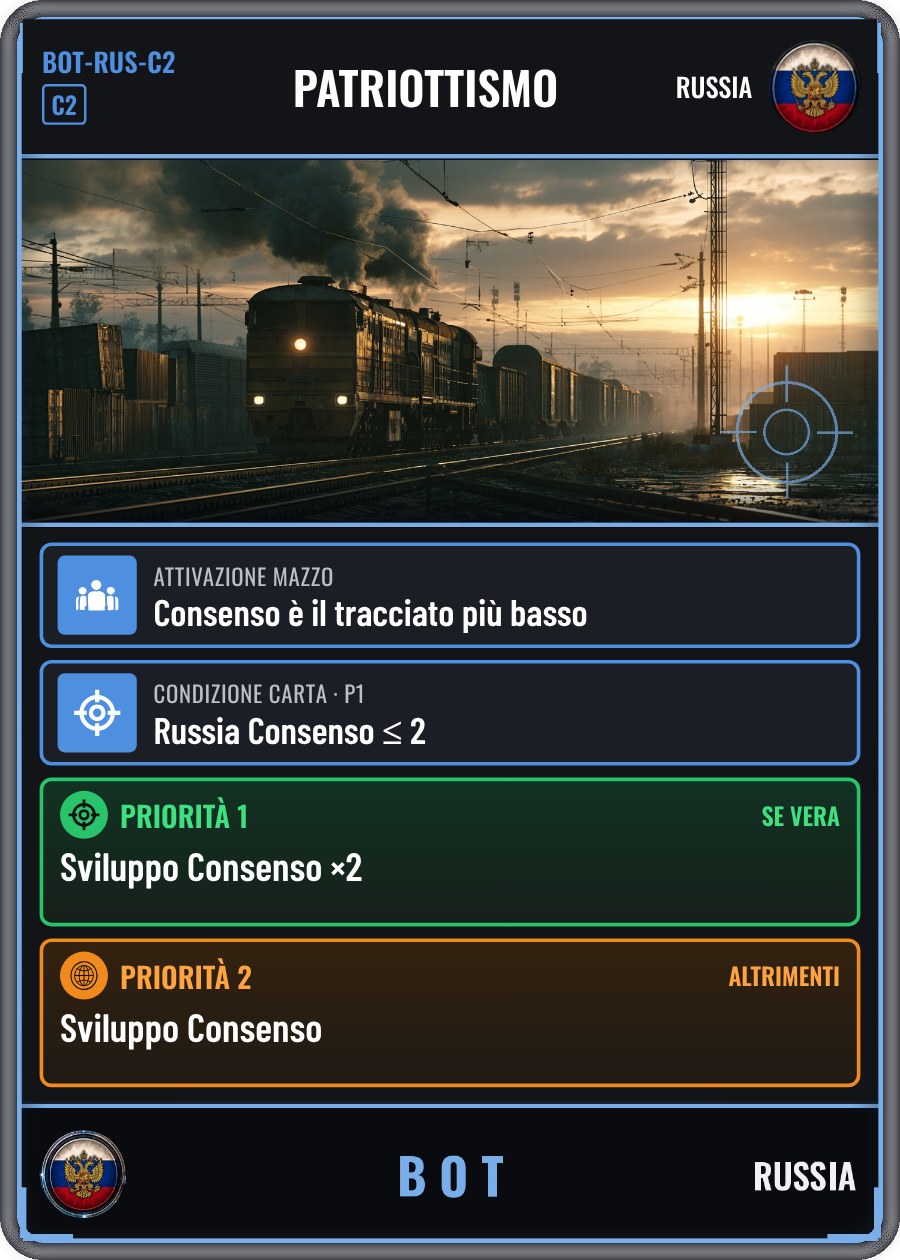 BOT-RUS-C2
C2
PATRIOTTISMO
RUSSIA
ATTIVAZIONE MAZZO
Consenso è il tracciato più basso
CONDIZIONE CARTA · P1
Russia Consenso ≤ 2
PRIORITÀ 1
SE VERA
Sviluppo Consenso ×2
PRIORITÀ 2
ALTRIMENTI
Sviluppo Consenso
BOT
RUSSIA